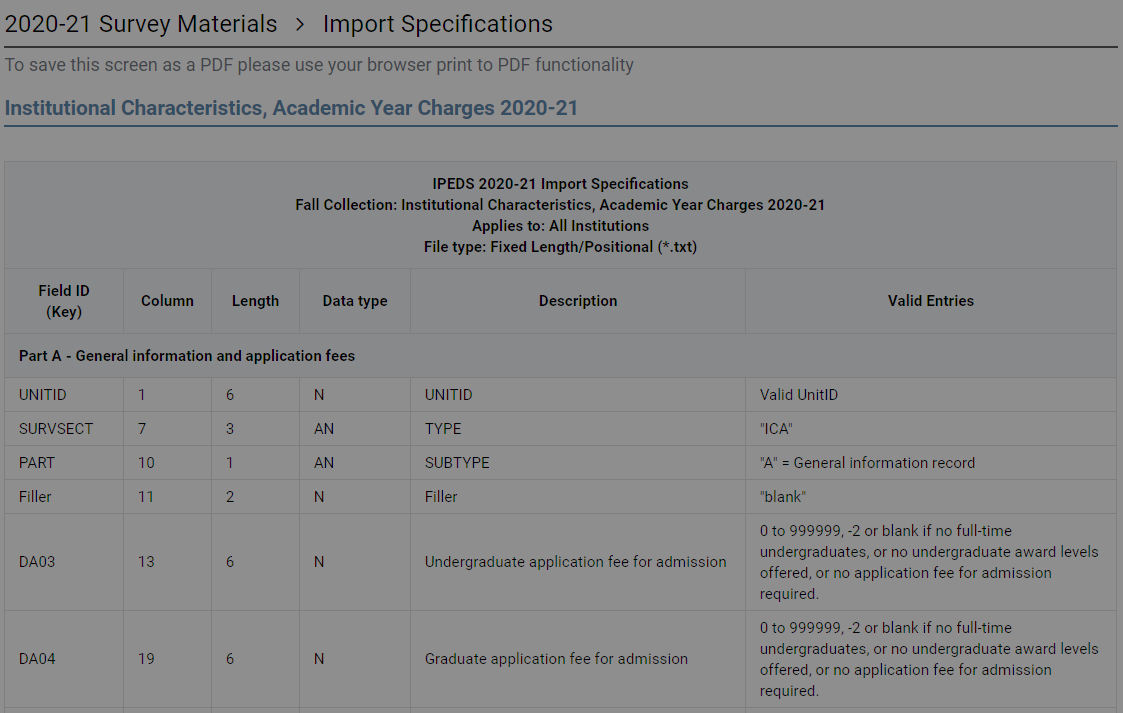 2020-21 Survey Materials > Import Specifications
To save this screen as a PDF please use your browser print to PDF functionality
Institutional Characteristics, Academic Year Charges 2020-21
IPEDS 2020-21 Import Specifications
Fall Collection: Institutional Characteristics, Academic Year Charges 2020-21
Applies to: All Institutions
File type: Fixed Length/Positional (*.txt)
Field ID
(Key)
Column
Length
Data type
Description
Valid Entries
Part A - General information and application fees
UNITID 1 6 N UNITID Valid UnitID
SURVSECT 7 3 AN TYPE "ICA"
PART 10 1 AN SUBTYPE "A" = General information record
Filler 11 2 N Filler "blank"
DA03 13 6 N Undergraduate application fee for admission
0 to 999999, -2 or blank if no full-time
undergraduates, or no undergraduate award levels
offered, or no application fee for admission
required.
DA04 19 6 N Graduate application fee for admission
0 to 999999, -2 or blank if no full-time
undergraduates, or no undergraduate award levels
offered, or no application fee for admission
required.